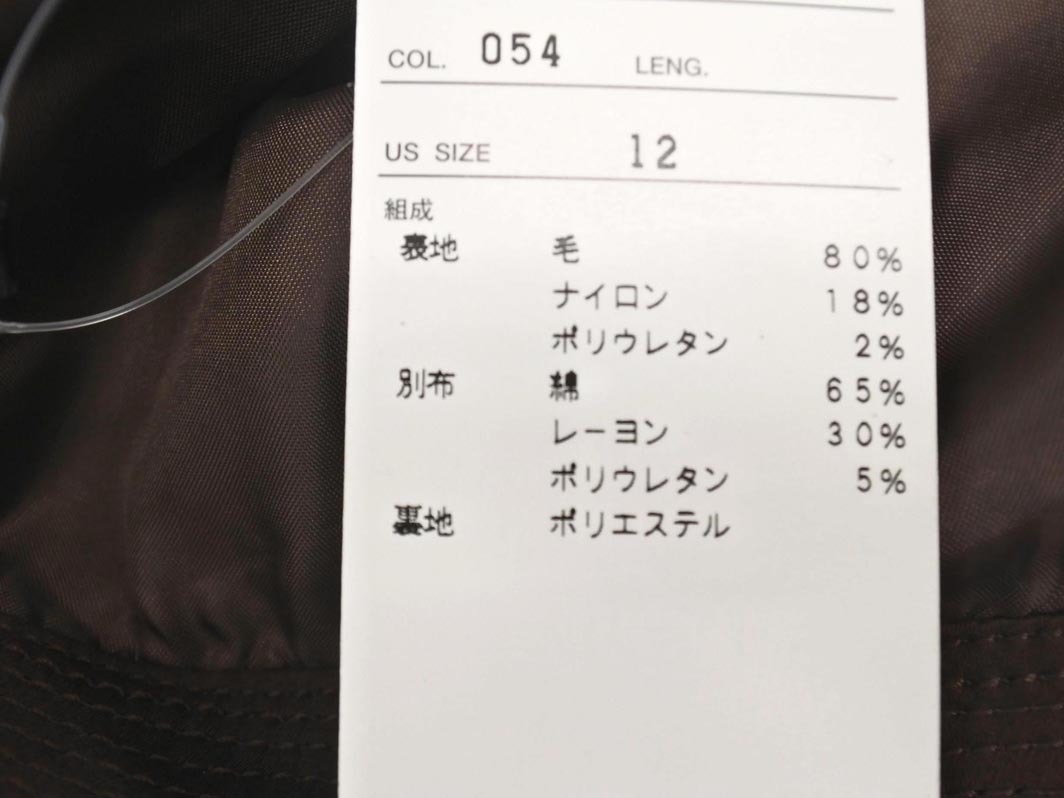 COL. 054 LENG.
US SIZE 12
組成
表地 毛 80%
ナイロン 18%
ポリウレタン 2%
別布 綿 65%
レーヨン 30%
ポリウレタン 5%
裏地 ポリエステル